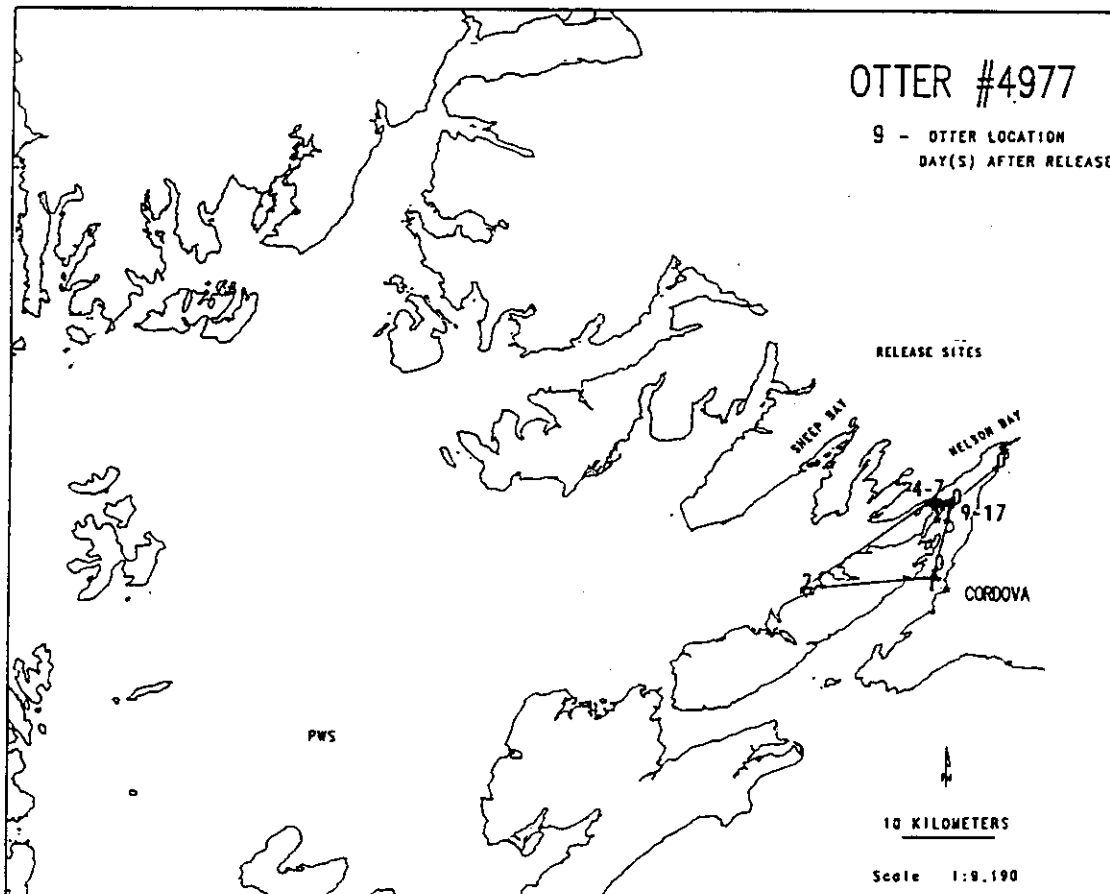 OTTER #4977
9 - OTTER LOCATION
DAY(S) AFTER RELEASE
RELEASE SITES
SHEEP BAY
NELSON BAY
4-7
9-17
2
CORDOVA
PWS
10 KILOMETERS
Scale 1:9,190